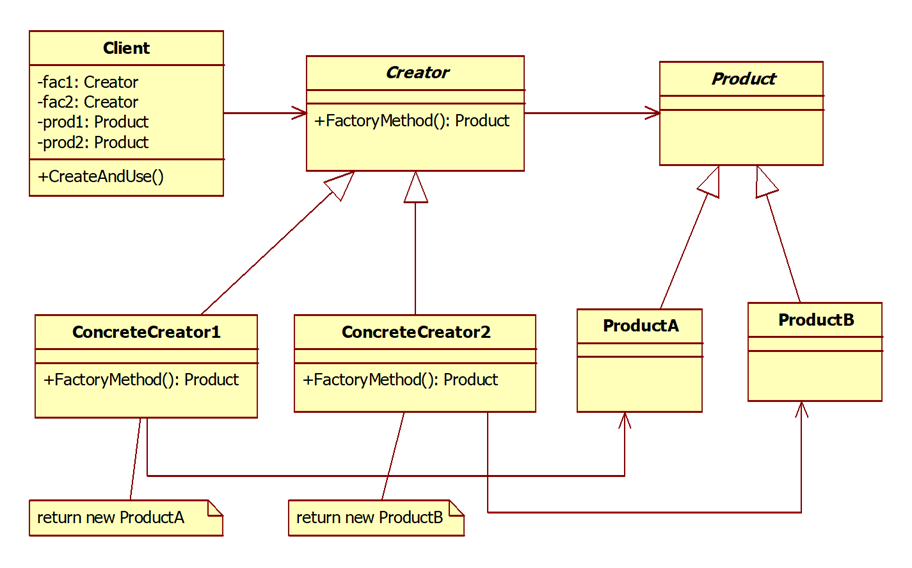 Client
-fac1: Creator
-fac2: Creator
-prod1: Product
-prod2: Product
+CreateAndUse()
Creator
+FactoryMethod(): Product
Product
ConcreteCreator1
+FactoryMethod(): Product
ConcreteCreator2
+FactoryMethod(): Product
ProductA
ProductB
return new ProductA
return new ProductB